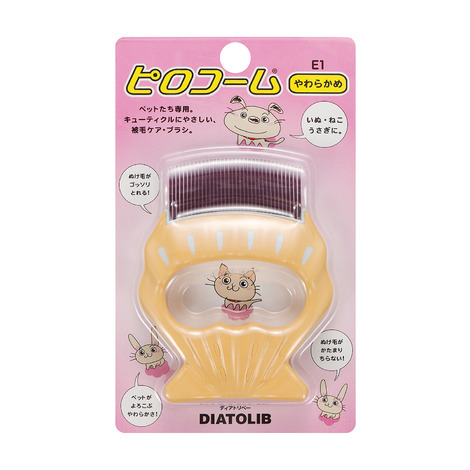 E1
ピロコーム®
やわらかめ
ペットたち専用。
キューティクルにやさしい、
被毛ケア・ブラシ。
いぬ・ねこ
うさぎに。
ぬけ毛が
ゴッソリ
とれる！
ぬけ毛が
かたまり
ちらない！
ペットが
よろこぶ
やわらかさ！
ディアトリベー
DIATOLIB